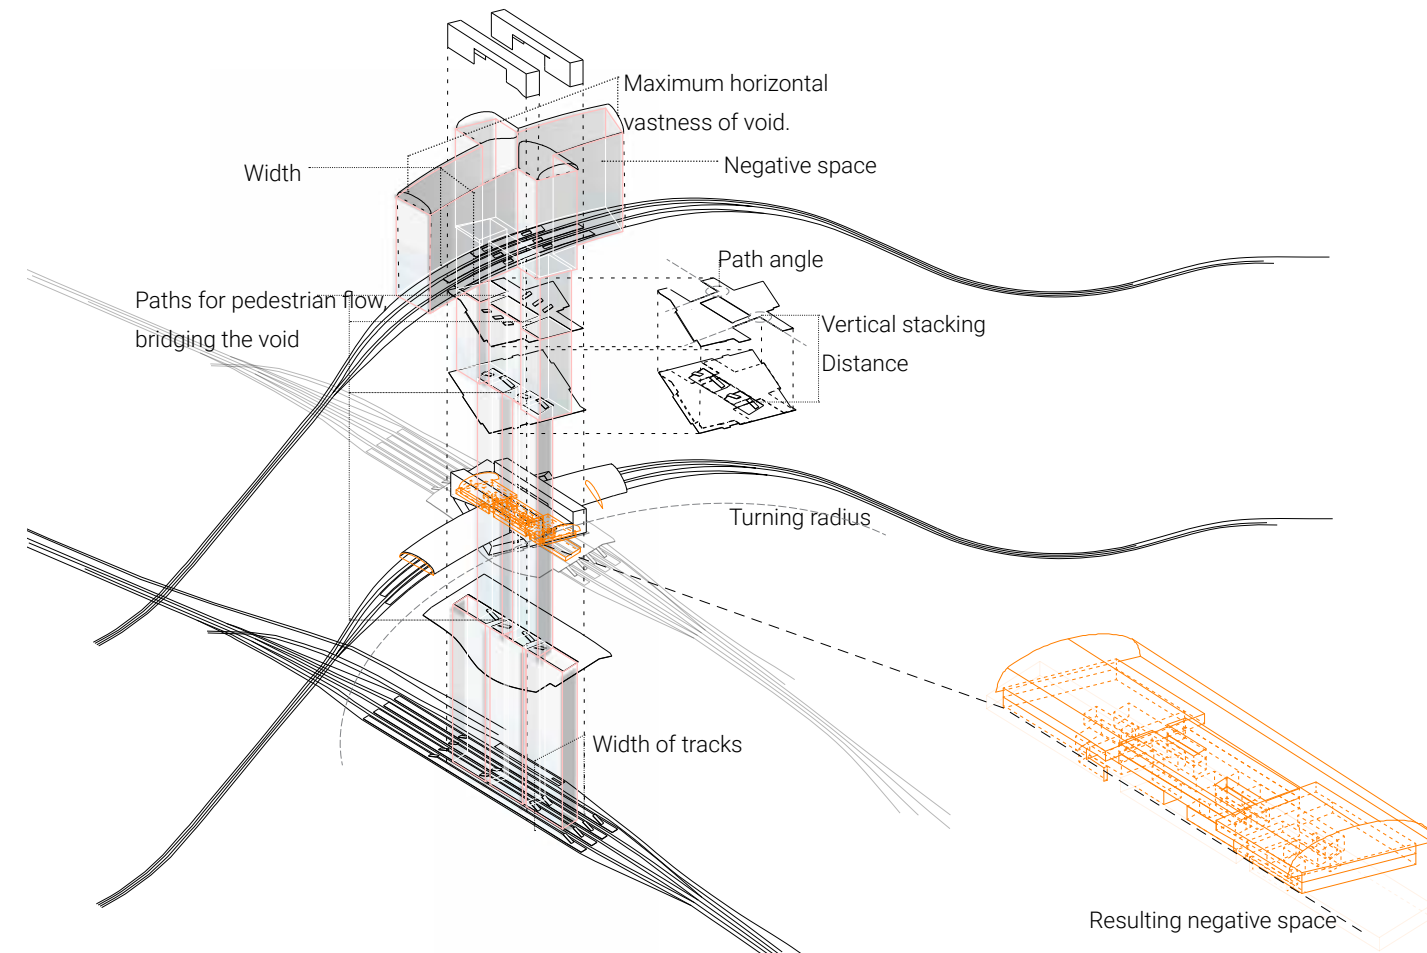 Maximum horizontal
vastness of void.
Width
Negative space
Path angle
Paths for pedestrian flow,
bridging the void
Vertical stacking
Distance
Turning radius
Width of tracks
Resulting negative space